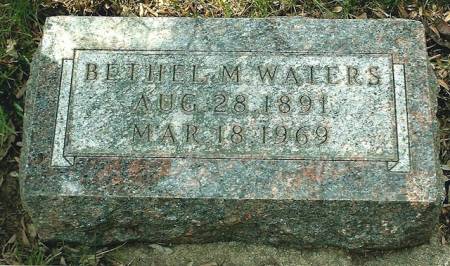 BETHEL M WATERS
AUG 28 1891
MAR 18 1969